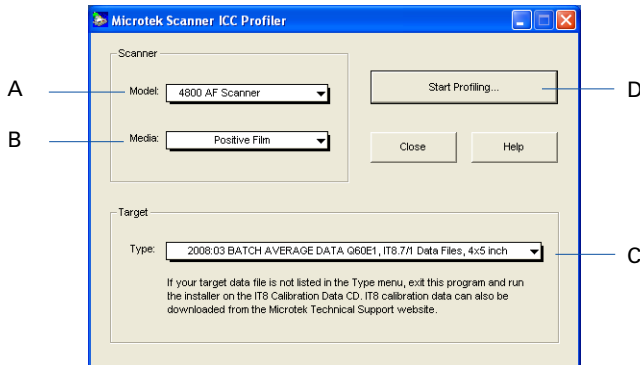 Microtek Scanner ICC Profiler
Scanner
A
Model:
4800 AF Scanner
Start Profiling...
D
B
Media:
Positive Film
Close
Help
Target
Type:
2008:03 BATCH AVERAGE DATA Q60E1, IT8.7/1 Data Files, 4x5 inch
C
If your target data file is not listed in the Type menu, exit this program and run
the installer on the IT8 Calibration Data CD. IT8 calibration data can also be
downloaded from the Microtek Technical Support website.